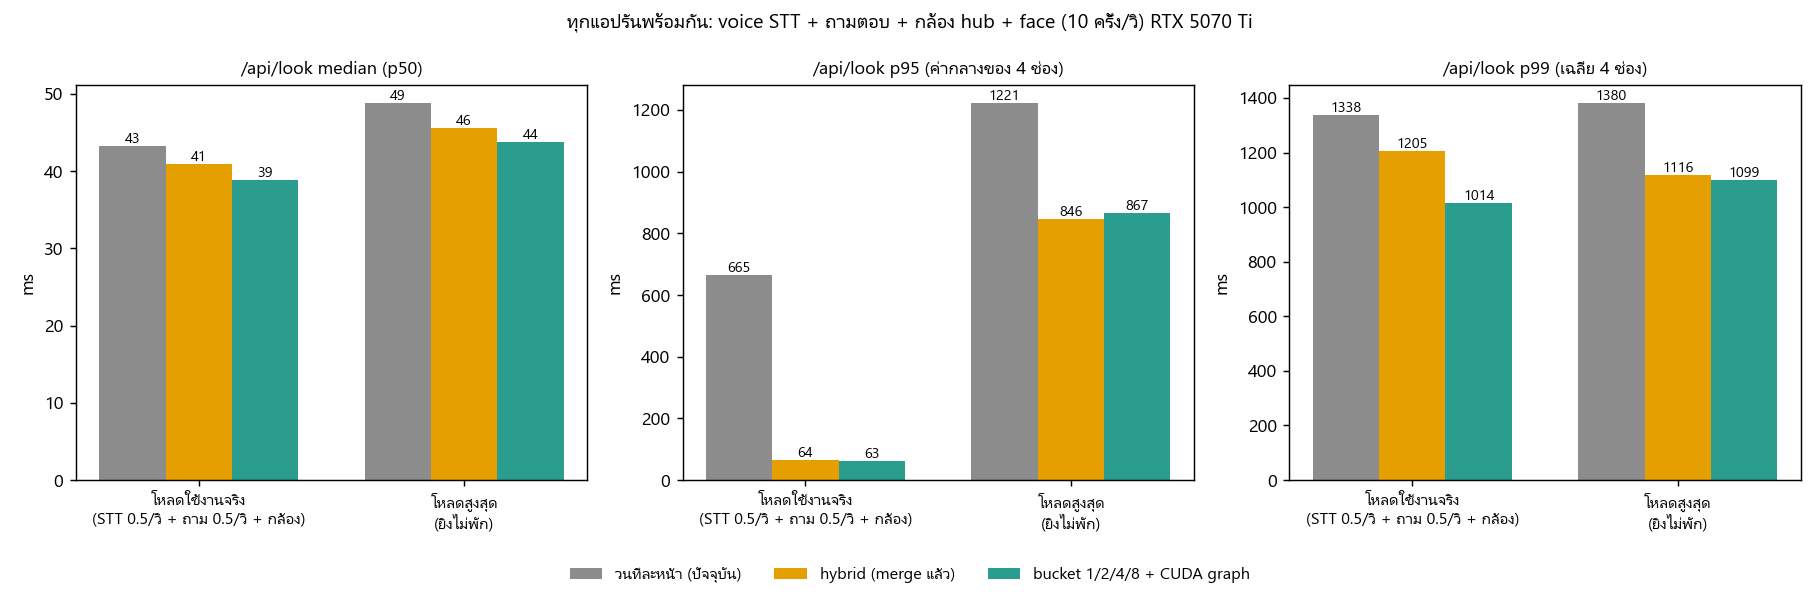 ทุกแอปรันพร้อมกัน: voice STT + ถามตอบ + กล้อง hub + face (10 ครั้ง/วิ) RTX 5070 Ti
/api/look median (p50)
50
40
30
20
10
0
ms
43
41
39
49
46
44
โหลดใช้งานจริง
(STT 0.5/วิ + ถาม 0.5/วิ + กล้อง)
โหลดสูงสุด
(ยิงไม่พัก)
/api/look p95 (ค่ากลางของ 4 ช่อง)
1200
1000
800
600
400
200
0
ms
665
64
63
1221
846
867
โหลดใช้งานจริง
(STT 0.5/วิ + ถาม 0.5/วิ + กล้อง)
โหลดสูงสุด
(ยิงไม่พัก)
/api/look p99 (เฉลี่ย 4 ช่อง)
1400
1200
1000
800
600
400
200
0
ms
1338
1205
1014
1380
1116
1099
โหลดใช้งานจริง
(STT 0.5/วิ + ถาม 0.5/วิ + กล้อง)
โหลดสูงสุด
(ยิงไม่พัก)
วนทีละหน้า (ปัจจุบัน)
hybrid (merge แล้ว)
bucket 1/2/4/8 + CUDA graph